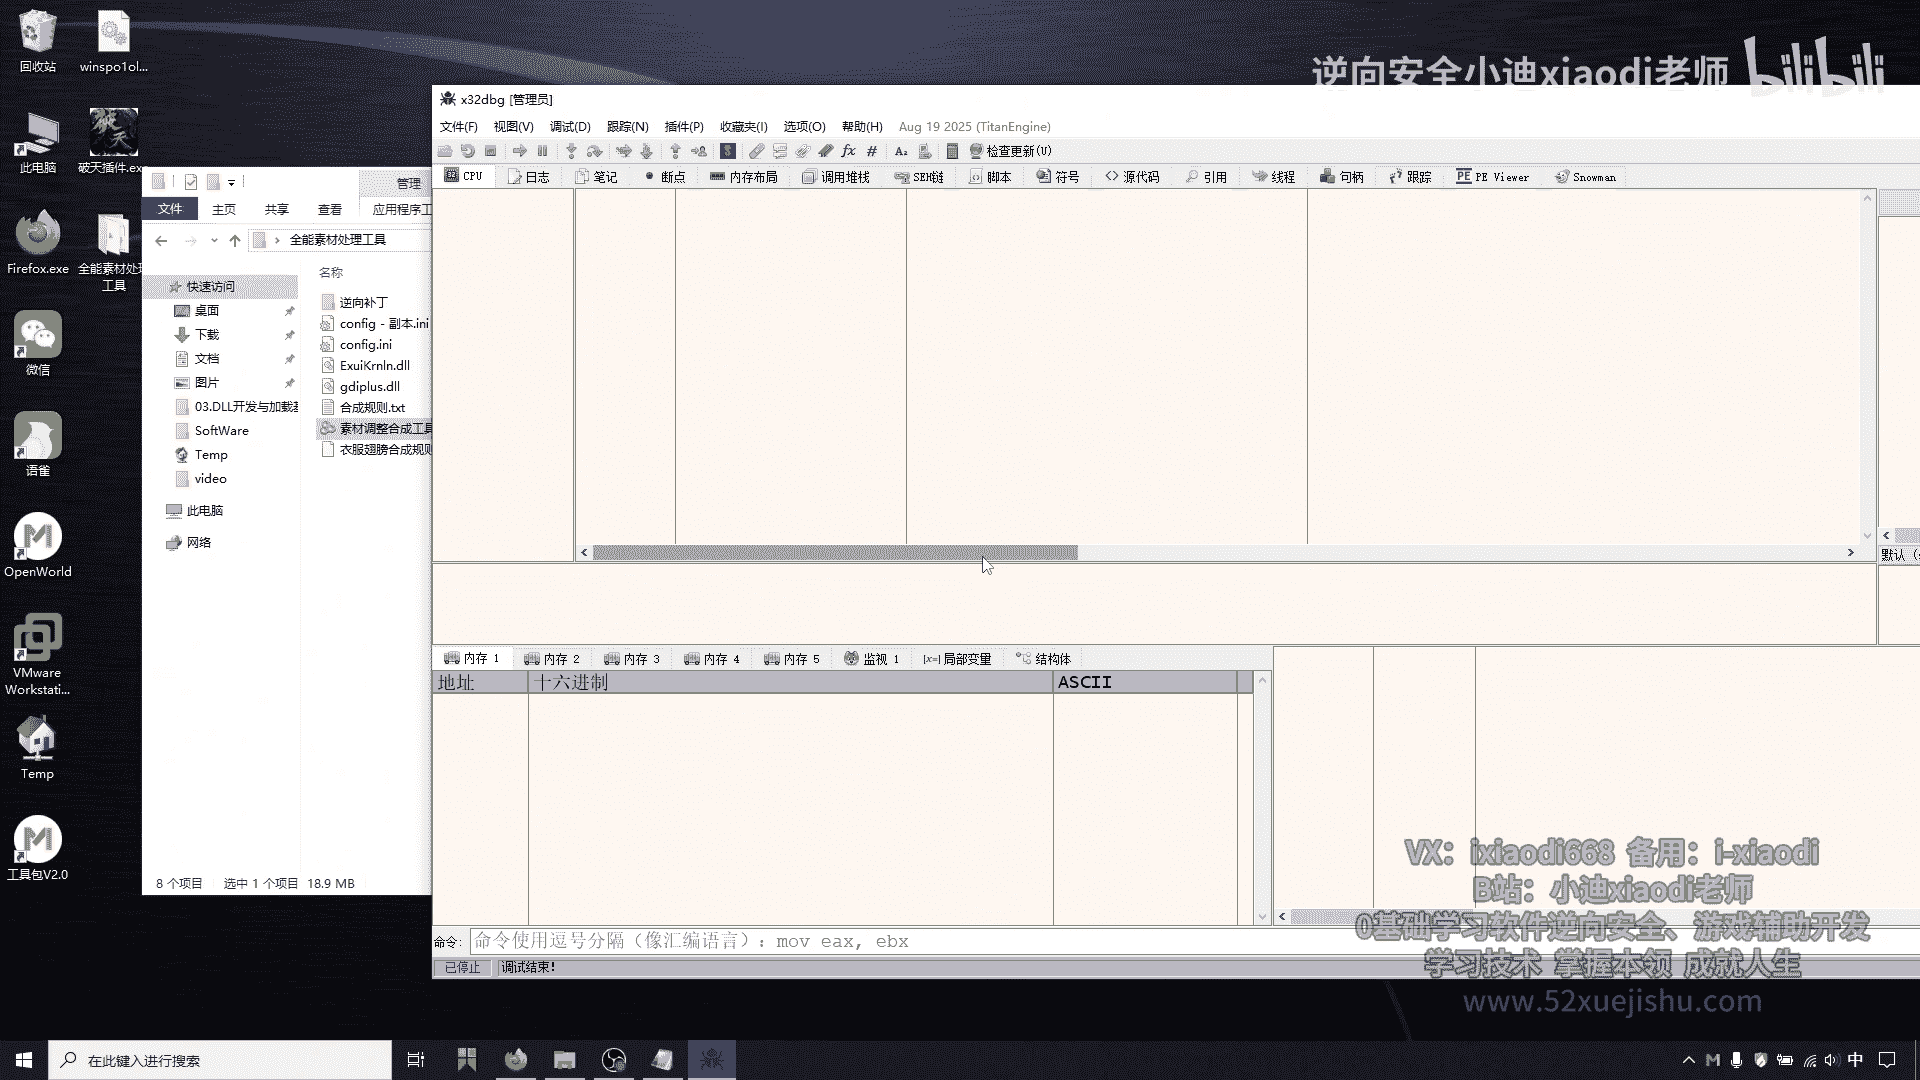 回收站
winspo1ol...
此电脑
破天插件.ex
Firefox.exe
全能素材处理
工具
微信
语雀
OpenWorld
VMware
Workstati...
Temp
工具包V2.0
逆向安全小迪xiaodi老师 bilibili
管理
文件 主页 共享 查看 应用程序工
全能素材处理工具
快速访问
桌面
下载
文档
图片
03.DLL开发与加载
SoftWare
Temp
video
此电脑
网络
名称
逆向补丁
config - 副本.ini
config.ini
ExuiKrnln.dll
gdiplus.dll
合成规则.txt
素材调整合成工具
衣服翅膀合成规则
8 个项目 选中 1 个项目 18.9 MB
x32dbg [管理员]
文件(F) 视图(V) 调试(D) 跟踪(N) 插件(P) 收藏夹(I) 选项(O) 帮助(H) Aug 19 2025 (TitanEngine)
检查更新(U)
CPU 日志 笔记 断点 内存布局 调用堆栈 SEH链 脚本 符号 源代码 引用 线程 句柄 跟踪 PE Viewer Snowman
默认 (
内存 1 内存 2 内存 3 内存 4 内存 5 监视 1 局部变量 结构体
地址 十六进制 ASCII
命令: 命令使用逗号分隔（像汇编语言）: mov eax, ebx
已停止 调试结束!
VX: ixiaodi668 备用: i-xiaodi
B站: 小迪xiaodi老师
0基础学习软件逆向安全、游戏辅助开发
学习技术 掌握本领 成就人生
www.52xuejishu.com
在此键入进行搜索
中